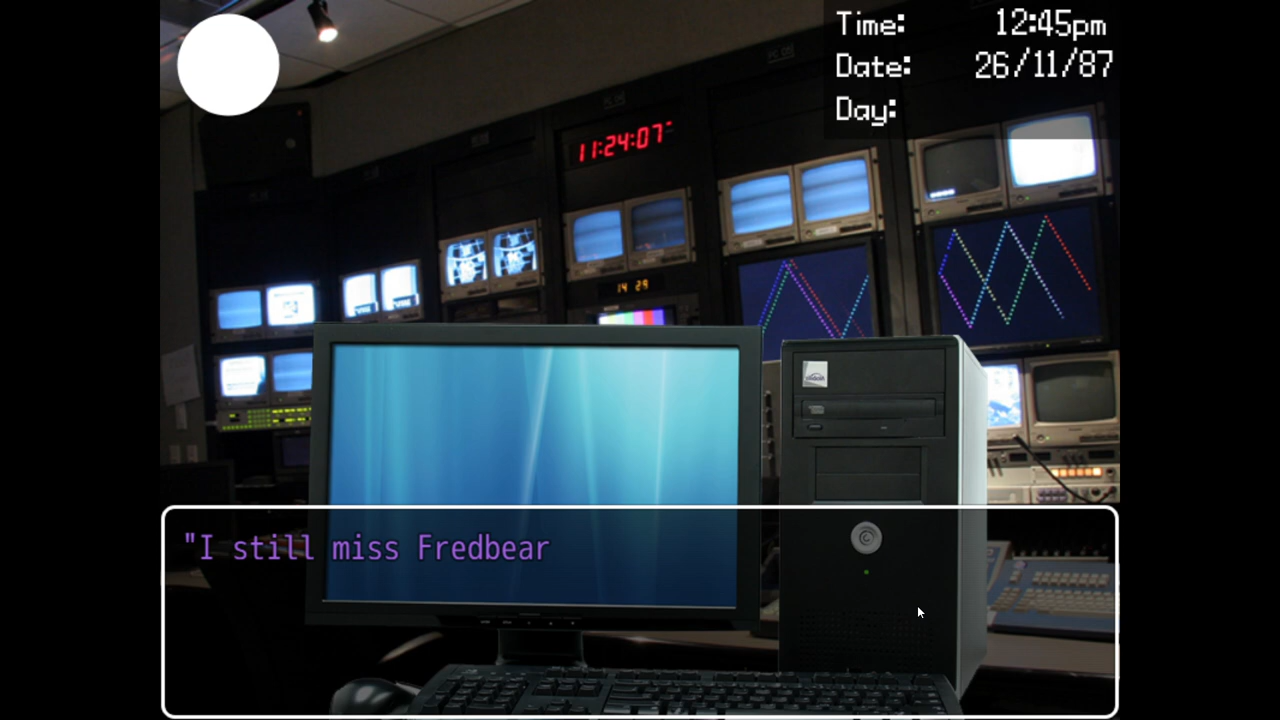 Time: 12:45pm
Date: 26/11/87
Day:
11:24:07
14 29
"I still miss Fredbear